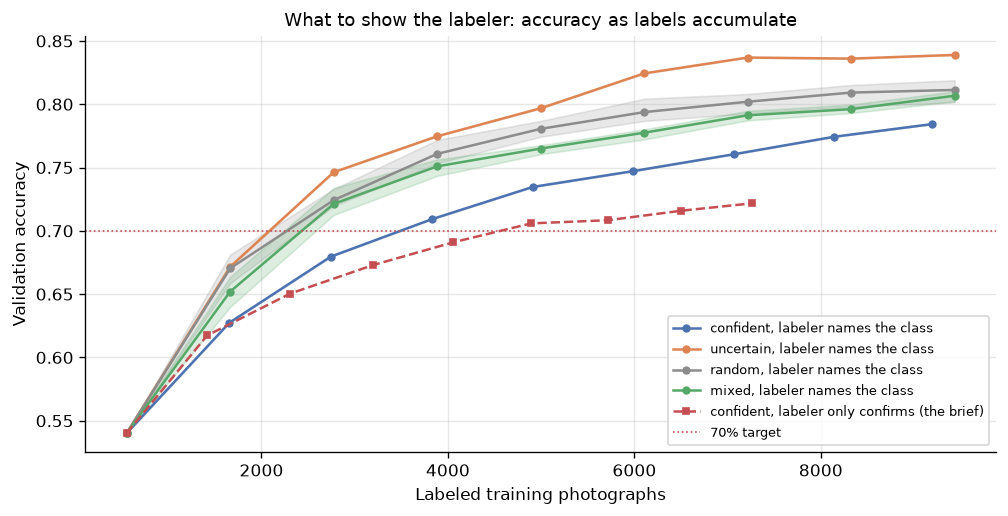 What to show the labeler: accuracy as labels accumulate
Validation accuracy
0.85
0.80
0.75
0.70
0.65
0.60
0.55
2000
4000
6000
8000
Labeled training photographs
confident, labeler names the class
uncertain, labeler names the class
random, labeler names the class
mixed, labeler names the class
confident, labeler only confirms (the brief)
70% target